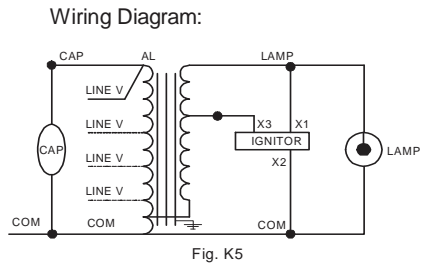 Wiring Diagram:
CAP AL LAMP
LINE V
LINE V
X3 X1
IGNITOR
CAP
LAMP
LINE V
X2
LINE V
COM COM COM
Fig. K5